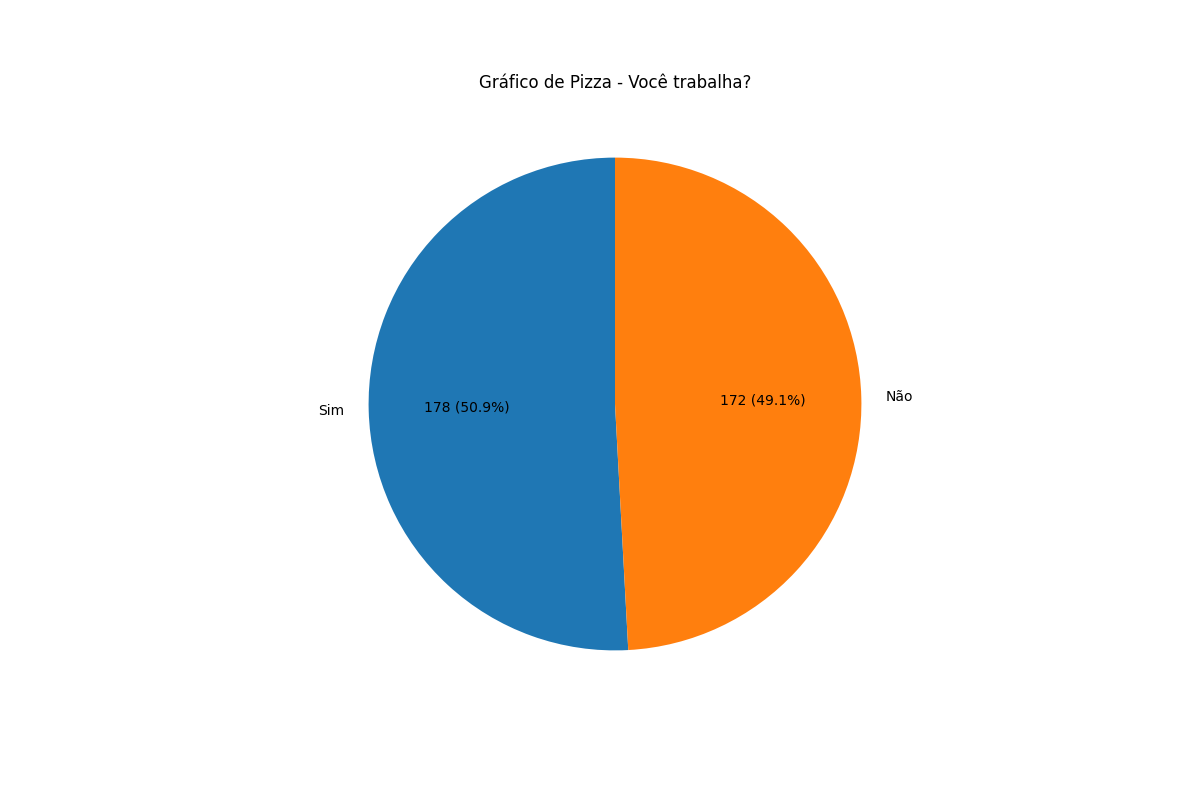 Gráfico de Pizza - Você trabalha?
Sim
178 (50.9%)
172 (49.1%)
Não